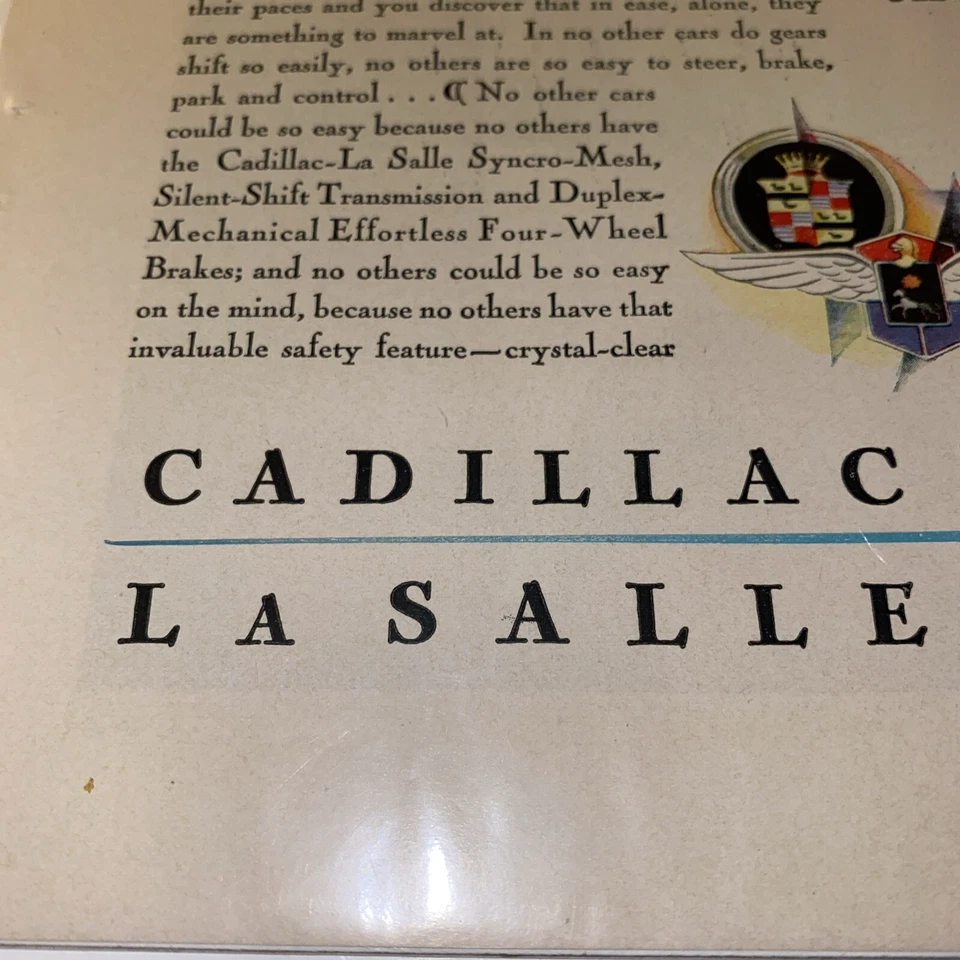 their paces and you discover that in ease, alone, they
are something to marvel at. In no other cars do gears
shift so easily, no others are so easy to steer, brake,
park and control . . . ⁋ No other cars
could be so easy because no others have
the Cadillac-La Salle Syncro-Mesh,
Silent-Shift Transmission and Duplex-
Mechanical Effortless Four-Wheel
Brakes; and no others could be so easy
on the mind, because no others have that
invaluable safety feature—crystal-clear
CADILLAC
LA SALLE